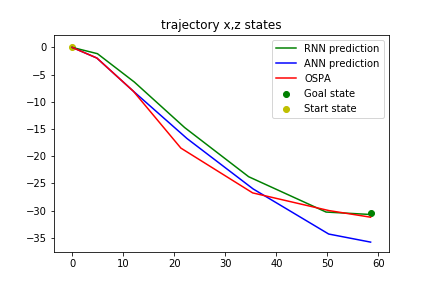 trajectory x,z states
RNN prediction
ANN prediction
OSPA
Goal state
Start state
0
−5
−10
−15
−20
−25
−30
−35
0
10
20
30
40
50
60